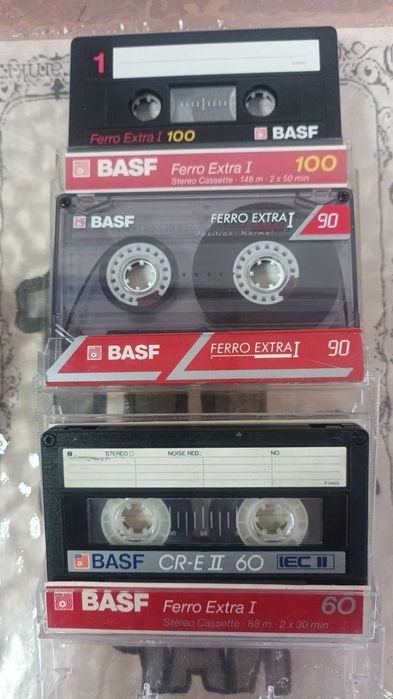 1
Ferro Extra I 100
BASF
BASF Ferro Extra I 100
Stereo Cassette · 148 m · 2 x 50 min
BASF FERRO EXTRA I 90
Position: Normal
BASF FERRO EXTRA I 90
STEREO NOISE RED. NO
BASF CR-E II 60 IEC II
BASF Ferro Extra I 60
Stereo Cassette · 88 m · 2 x 30 min